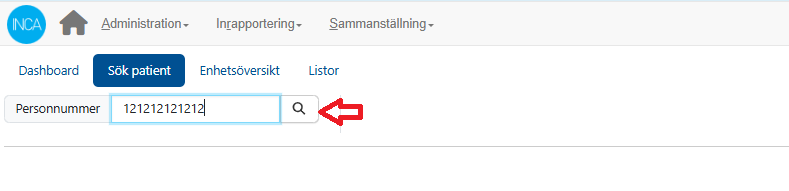 INCA Administration Inrapportering Sammanställning
Dashboard Sök patient Enhetsöversikt Listor
Personnummer 121212121212